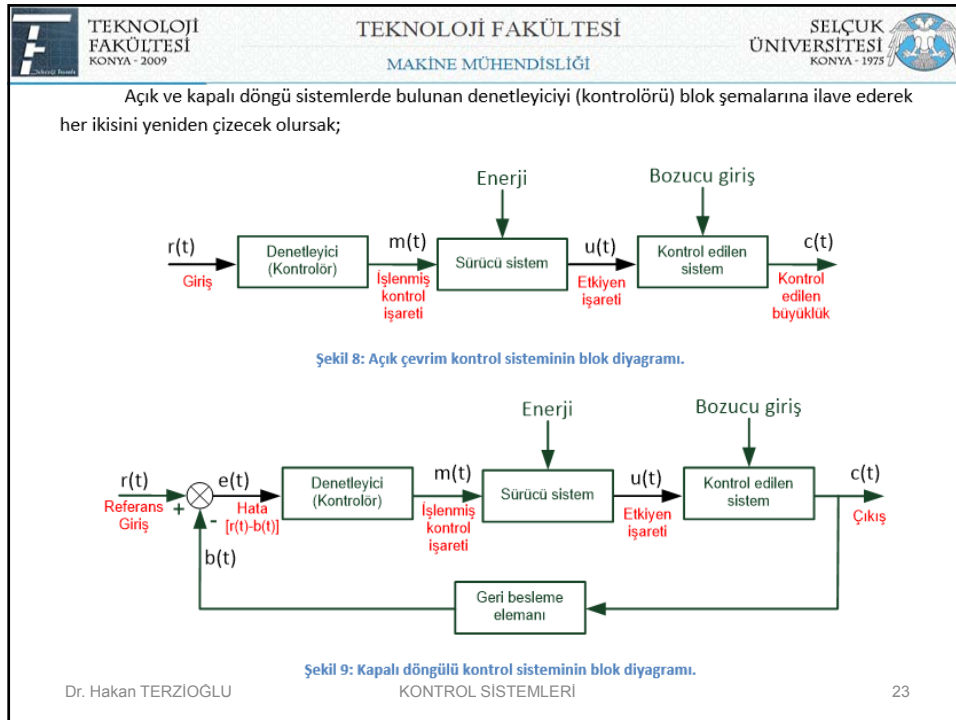 TEKNOLOJİ
FAKÜLTESİ
KONYA - 2009
TEKNOLOJİ FAKÜLTESİ
MAKİNE MÜHENDİSLİĞİ
SELÇUK
ÜNİVERSİTESİ
KONYA - 1975
Açık ve kapalı döngü sistemlerde bulunan denetleyiciyi (kontrolörü) blok şemalarına ilave ederek
her ikisini yeniden çizecek olursak;
Enerji
Bozucu giriş
r(t)
Giriş
Denetleyici
(Kontrolör)
m(t)
İşlenmiş
kontrol
işareti
Sürücü sistem
u(t)
Etkiyen
işareti
Kontrol edilen
sistem
c(t)
Kontrol
edilen
büyüklük
Şekil 8: Açık çevrim kontrol sisteminin blok diyagramı.
Enerji
Bozucu giriş
r(t)
Referans
Giriş
+
-
e(t)
Hata
[r(t)-b(t)]
Denetleyici
(Kontrolör)
m(t)
İşlenmiş
kontrol
işareti
Sürücü sistem
u(t)
Etkiyen
işareti
Kontrol edilen
sistem
c(t)
Çıkış
b(t)
Geri besleme
elemanı
Şekil 9: Kapalı döngülü kontrol sisteminin blok diyagramı.
Dr. Hakan TERZİOĞLU
KONTROL SİSTEMLERİ
23